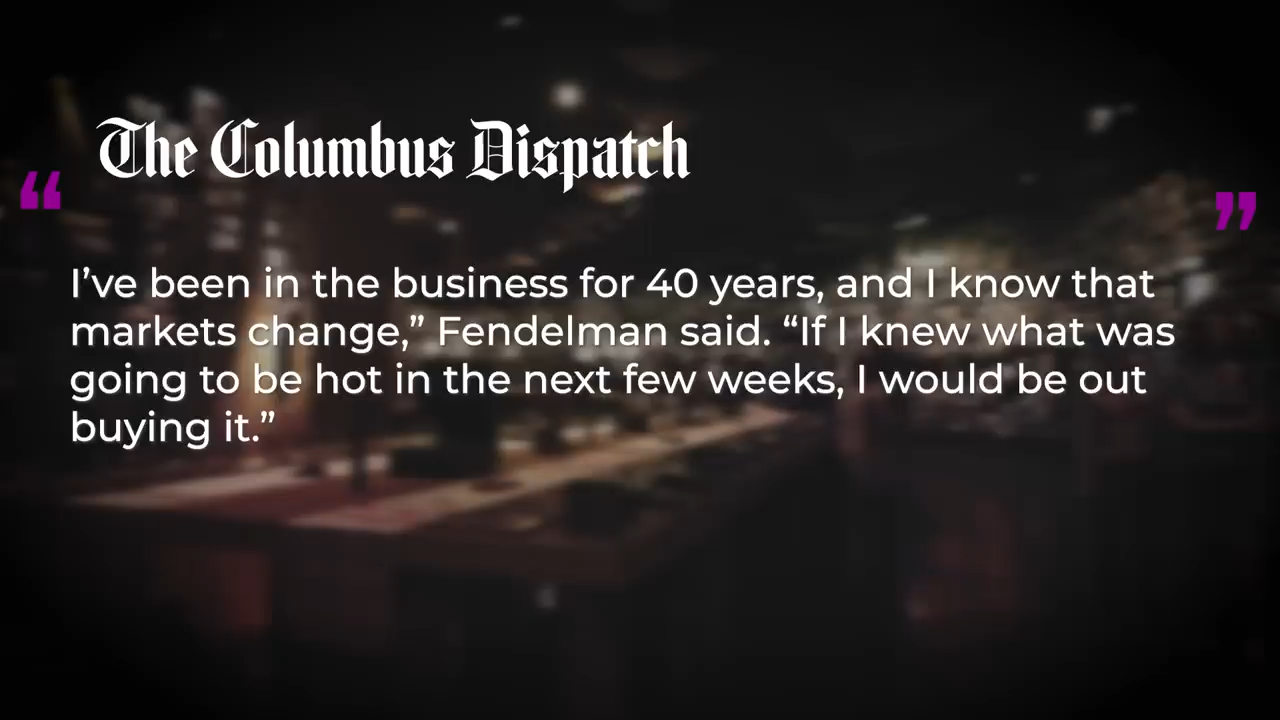 The Columbus Dispatch
“ ”
I’ve been in the business for 40 years, and I know that
markets change,” Fendelman said. “If I knew what was
going to be hot in the next few weeks, I would be out
buying it.”